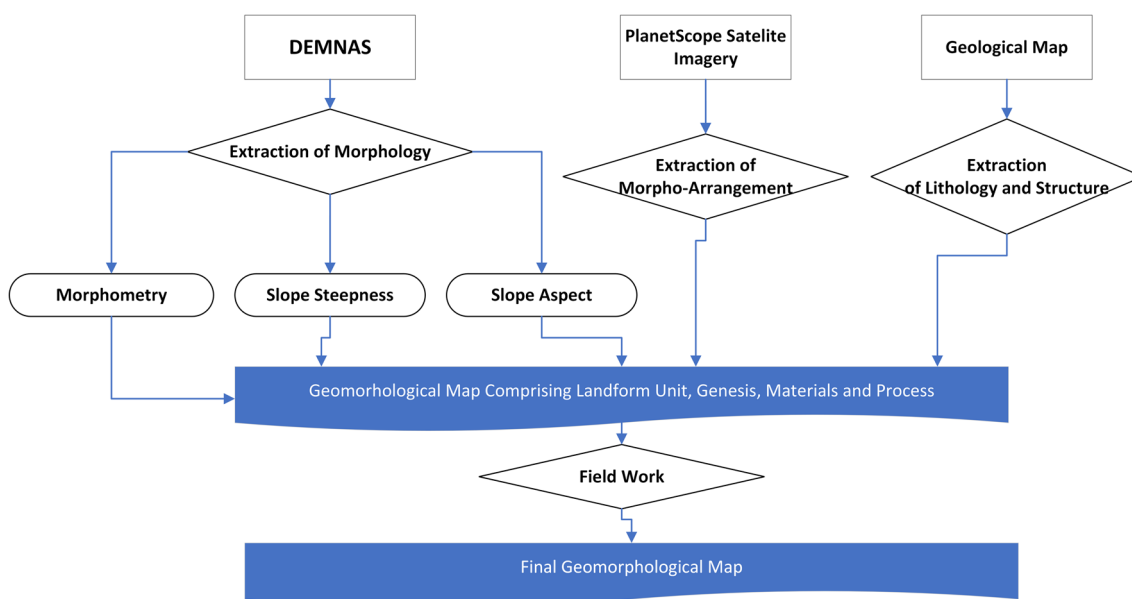 DEMNAS
PlanetScope Satelite
Imagery
Geological Map
Extraction of Morphology
Extraction of
Morpho-Arrangement
Extraction
of Lithology and Structure
Morphometry
Slope Steepness
Slope Aspect
Geomorhological Map Comprising Landform Unit, Genesis, Materials and Process
Field Work
Final Geomorphological Map